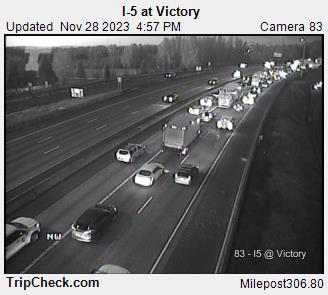 I-5 at Victory
Updated Nov 28 2023 4:57 PM Camera 83
NW
83 - I5 @ Victory
TripCheck.com Milepost306.80